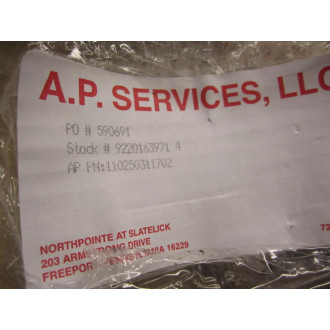 A.P. SERVICES, LLC
PO # 590691
Stock # 9220163971 4
AP PN:110250311702
NORTHPOINTE AT SLATELICK
203 ARMSTRONG DRIVE
FREEPORT, PENNSYLVANIA 16229
72